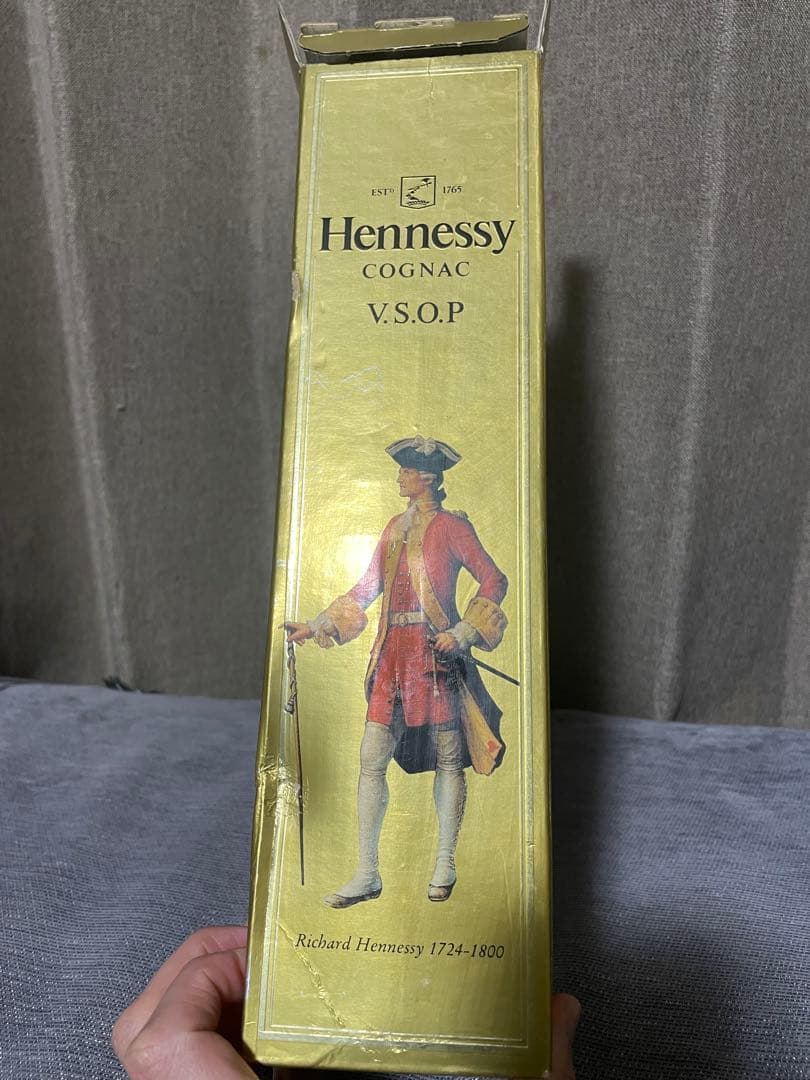 ESTD 1765
Hennessy
COGNAC
V.S.O.P
Richard Hennessy 1724-1800